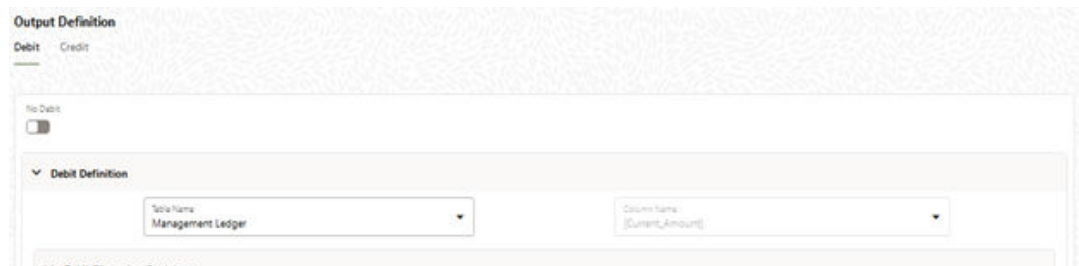 Output Definition
Debit Credit
No Debit
Debit Definition
Table Name Column Name
Management Ledger [Current_Amount]